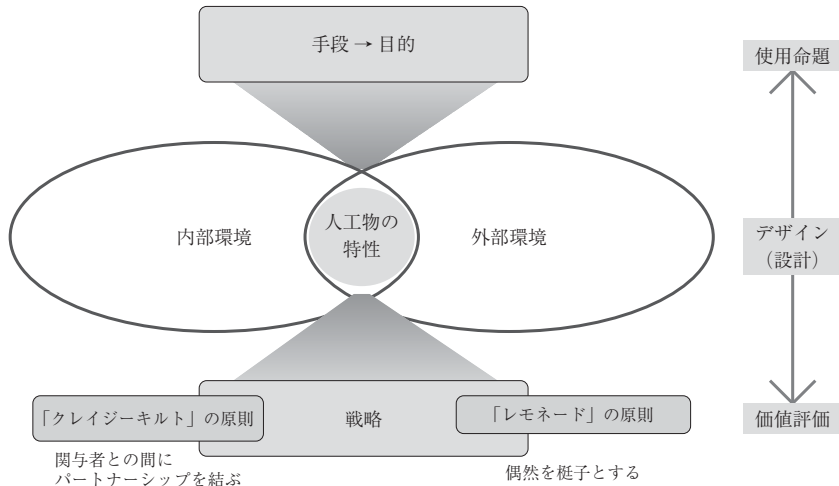 手段 → 目的
使用命題
内部環境
人工物の
特性
外部環境
デザイン
（設計）
「クレイジーキルト」の原則
戦略
「レモネード」の原則
価値評価
関与者との間に
パートナーシップを結ぶ
偶然を梃子とする